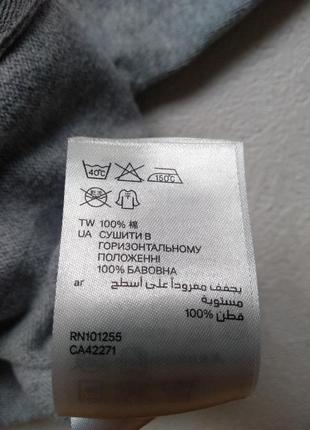 40℃
150℃
TW 100% 棉
UA СУШИТИ В
ГОРИЗОНТАЛЬНОМУ
ПОЛОЖЕННІ
100% БАВОВНА
ar يجفف مفروداً على أسطح
مستوية
100% قطن
RN101255
CA42271